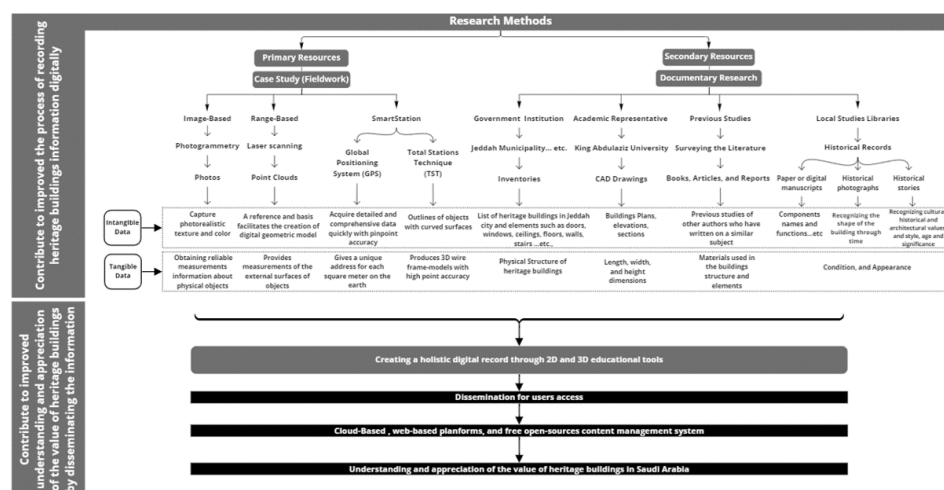 Research Methods
Contribute to improved the process of recording
heritage buildings information digitally
Primary Resources
Secondary Resources
Case Study (Fieldwork)
Documentary Research
Image-Based
Range-Based
SmartStation
Government Institution
Academic Representative
Previous Studies
Local Studies Libraries
Photogrammetry
Laser scanning
Global
Positioning
System (GPS)
Total Stations
Technique
(TST)
Jeddah Municipality... etc.
King Abdulaziz University
Surveying the Literature
Historical Records
Photos
Point Clouds
Inventories
CAD Drawings
Books, Articles, and Reports
Paper or digital
manuscripts
Historical
photographs
Historical
stories
Intangible
Data
Capture
photorealistic
texture and color
A reference and basis
facilitates the creation of
digital geometric model
Acquire detailed and
comprehensive data
quickly with pinpoint
accuracy
Outlines of objects
with curved surfaces
List of heritage buildings in Jeddah
city and elements such as doors,
windows, ceilings, floors, walls,
stairs ...etc.,
Buildings Plans,
elevations,
sections
Previous studies of
other authors who have
written on a similar
subject
Components
names and
functions...etc
Recognizing the
shape of the
building through
time
Recognizing cultural
historical and
architectural values
and style, age and
significance
Tangible
Data
Obtaining reliable
measurements
information about
physical objects
Provides
measurements of the
external surfaces of
objects
Gives a unique
address for each
square meter on the
earth
Produces 3D wire
frame-models with
high point accuracy
Physical Structure of
heritage buildings
Length, width,
and height
dimensions
Materials used in
the buildings
structure and
elements
Condition, and Appearance
Contribute to improved
understanding and appreciation
of the value of heritage buildings
by disseminating the information
Creating a holistic digital record through 2D and 3D educational tools
Dissemination for users access
Cloud-Based , web-based planforms, and free open-sources content management system
Understanding and appreciation of the value of heritage buildings in Saudi Arabia